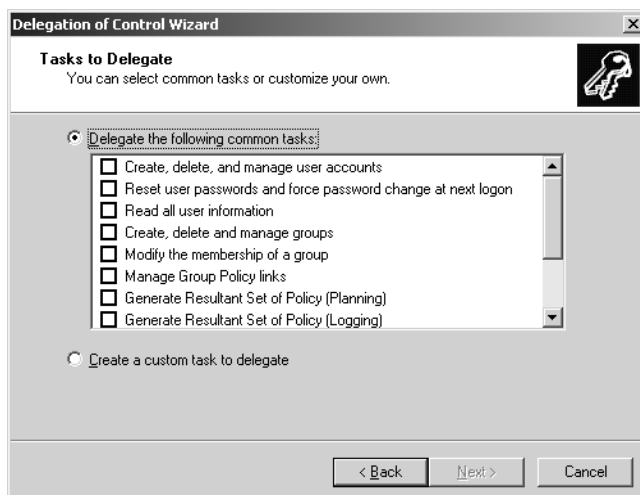 Delegation of Control Wizard
Tasks to Delegate
You can select common tasks or customize your own.
Delegate the following common tasks:
Create, delete, and manage user accounts
Reset user passwords and force password change at next logon
Read all user information
Create, delete and manage groups
Modify the membership of a group
Manage Group Policy links
Generate Resultant Set of Policy (Planning)
Generate Resultant Set of Policy (Logging)
Create a custom task to delegate
< Back Next > Cancel